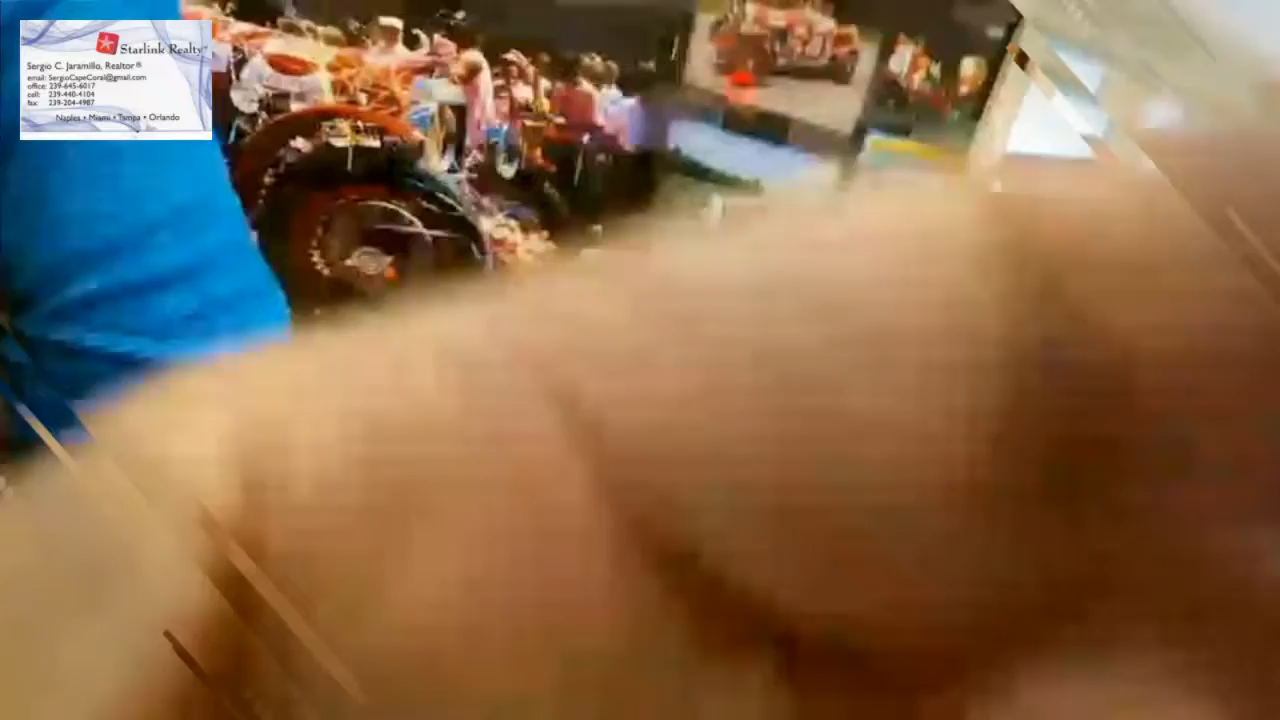 Starlink Realty
Sergio C. Jaramillo, Realtor®
email: SergioCapeCoral@gmail.com
office: 239-645-6017
cell: 239-440-4104
fax: 239-204-4987
Naples • Miami • Tampa • Orlando